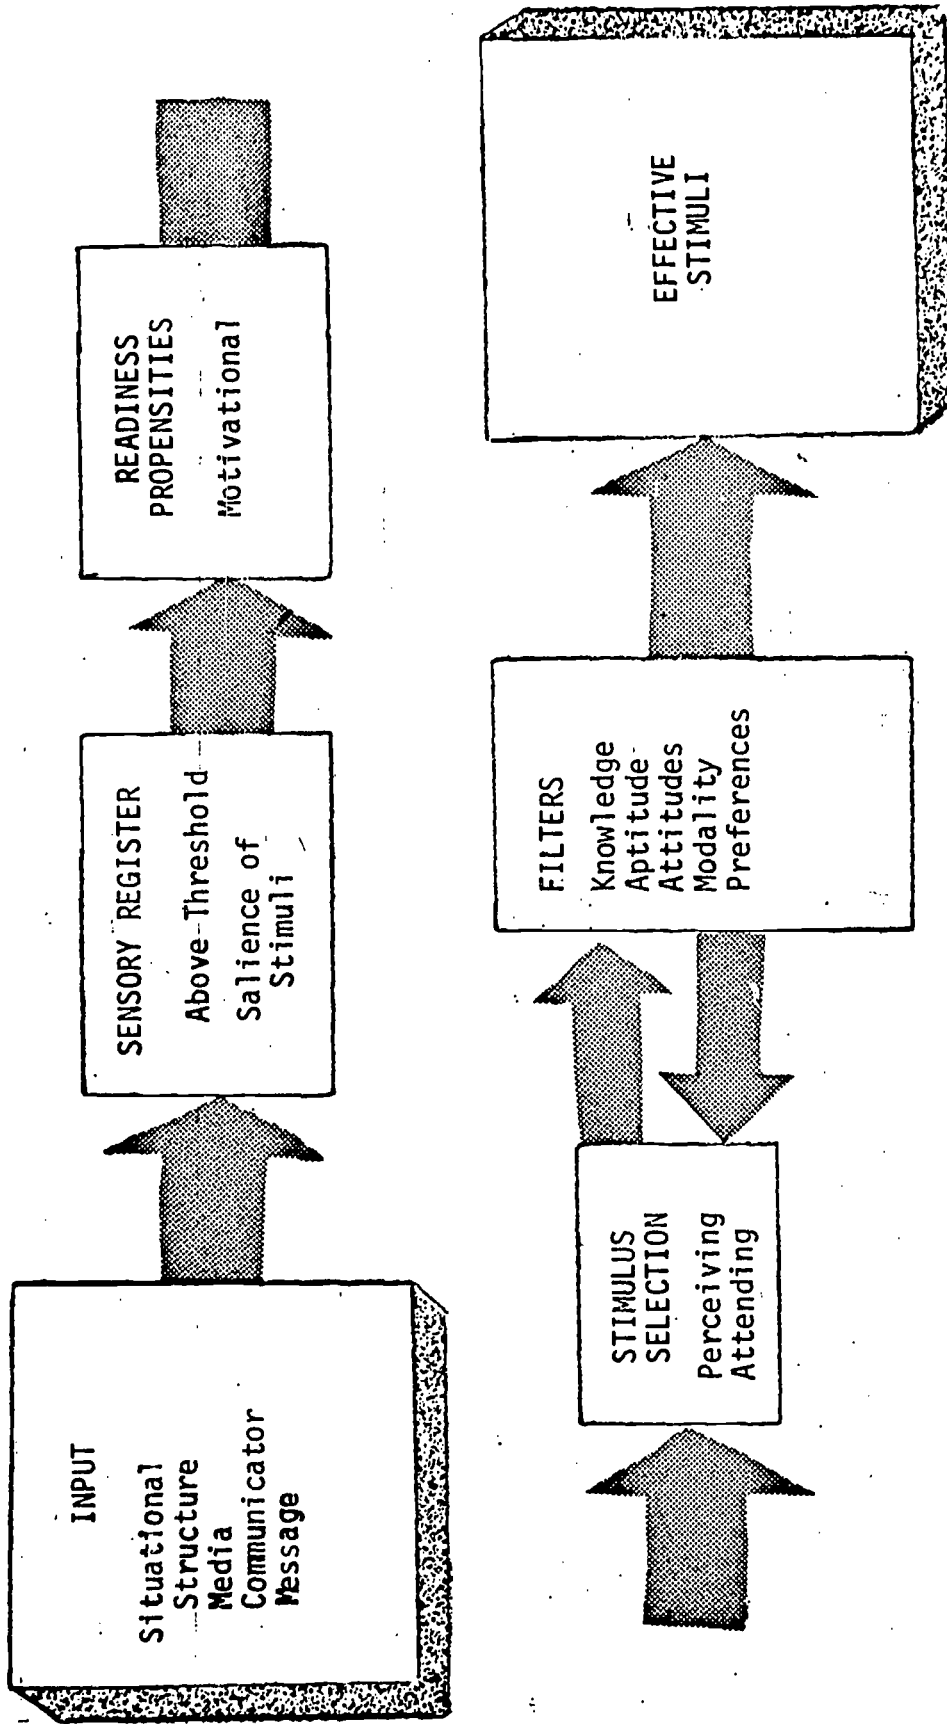 INPUT
Situational
Structure
Media
Communicator
Message
SENSORY REGISTER
Above-Threshold
Salience of
Stimuli
READINESS
PROPENSITIES
Motivational
STIMULUS
SELECTION
Perceiving
Attending
FILTERS
Knowledge
Aptitude
Attitudes
Modality
Preferences
EFFECTIVE
STIMULI